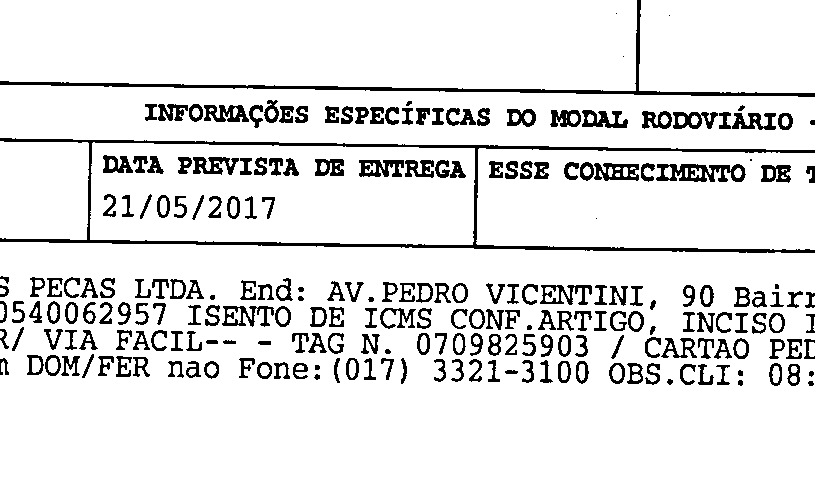 INFORMAÇÕES ESPECÍFICAS DO MODAL RODOVIÁRIO -
DATA PREVISTA DE ENTREGA
21/05/2017
ESSE CONHECIMENTO DE T
S PECAS LTDA. End: AV.PEDRO VICENTINI, 90 Bairr
0540062957 ISENTO DE ICMS CONF.ARTIGO, INCISO I
R/ VIA FACIL-- - TAG N. 0709825903 / CARTAO PED
m DOM/FER nao Fone:(017) 3321-3100 OBS.CLI: 08: